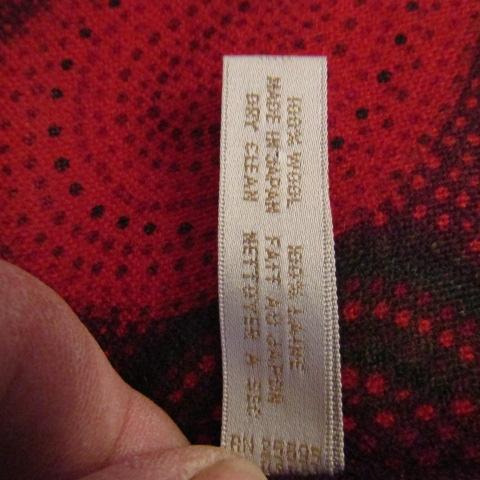 100% WOOL 100% LAINE
MADE IN JAPAN FAIT AU JAPON
DRY CLEAN NETTOYER A SEC